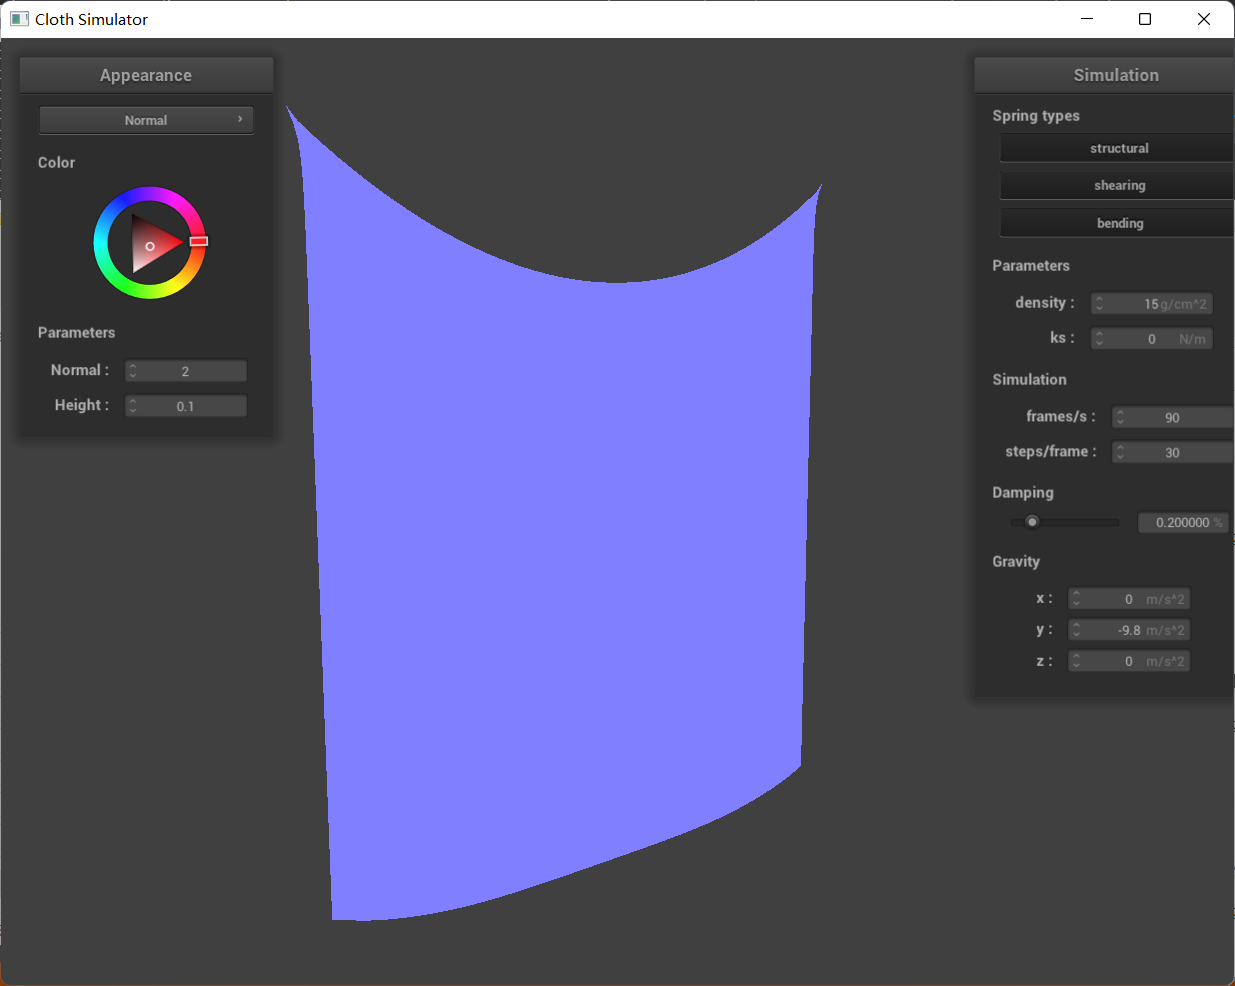 Cloth Simulator
Appearance
Normal
Color
Parameters
Normal : 2
Height : 0.1
Simulation
Spring types
structural
shearing
bending
Parameters
density : 15 g/cm^2
ks : 0 N/m
Simulation
frames/s : 90
steps/frame : 30
Damping
0.200000 %
Gravity
x : 0 m/s^2
y : -9.8 m/s^2
z : 0 m/s^2